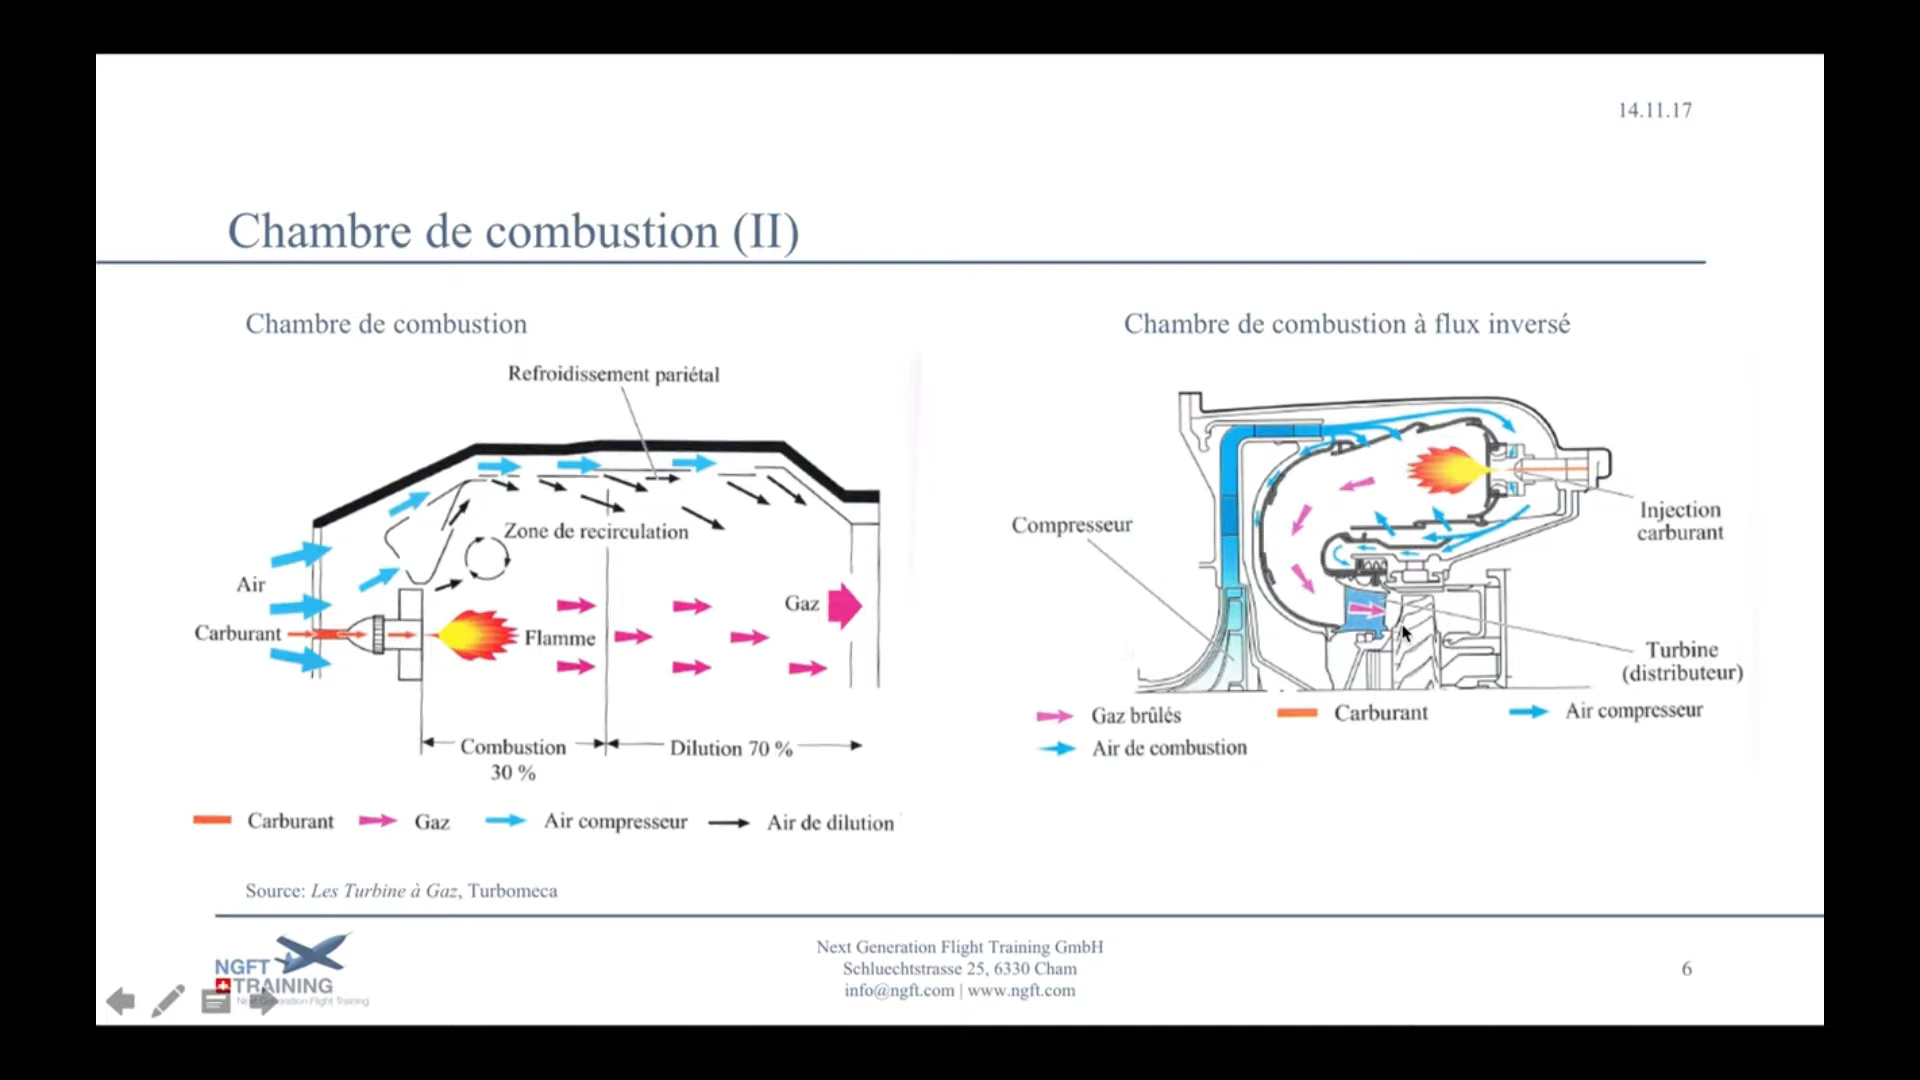 14.11.17
Chambre de combustion (II)
Chambre de combustion
Refroidissement pariétal
Zone de recirculation
Air
Carburant
Flamme
Gaz
Combustion
30 %
Dilution 70 %
Carburant
Gaz
Air compresseur
Air de dilution
Chambre de combustion à flux inversé
Compresseur
Injection
carburant
Turbine
(distributeur)
Gaz brûlés
Carburant
Air compresseur
Air de combustion
Source: Les Turbine à Gaz, Turbomeca
NGFT
TRAINING
Next Generation Flight Training
Next Generation Flight Training GmbH
Schluechtstrasse 25, 6330 Cham
info@ngft.com | www.ngft.com
6